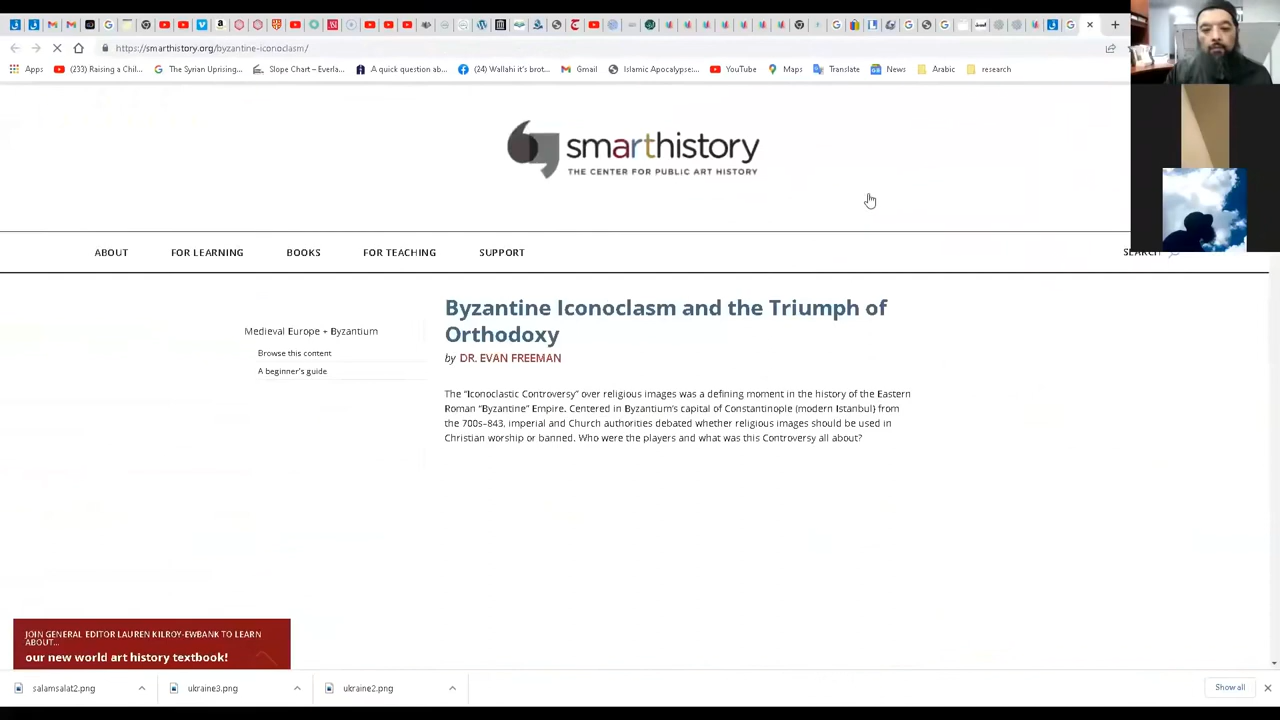 https://smarthistory.org/byzantine-iconoclasm/
Apps
(233) Raising a Chil...
The Syrian Uprising...
Slope Chart – Everla...
A quick question ab...
(24) Wallahi it's brot...
Gmail
Islamic Apocalypse:...
YouTube
Maps
Translate
News
Arabic
research
smarthistory
THE CENTER FOR PUBLIC ART HISTORY
ABOUT
FOR LEARNING
BOOKS
FOR TEACHING
SUPPORT
SEARCH
Medieval Europe + Byzantium
Browse this content
A beginner's guide
Byzantine Iconoclasm and the Triumph of
Orthodoxy
by DR. EVAN FREEMAN
The "Iconoclastic Controversy" over religious images was a defining moment in the history of the Eastern
Roman "Byzantine" Empire. Centered in Byzantium's capital of Constantinople (modern Istanbul) from
the 700s–843, imperial and Church authorities debated whether religious images should be used in
Christian worship or banned. Who were the players and what was this Controversy all about?
JOIN GENERAL EDITOR LAUREN KILROY-EWBANK TO LEARN
ABOUT...
our new world art history textbook!
salamsalat2.png
ukraine3.png
ukraine2.png
Show all